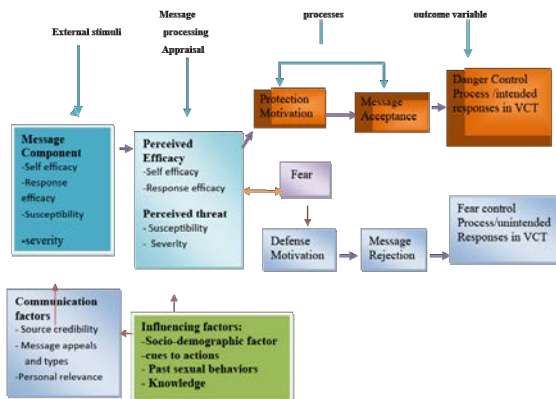 External stimuli
Message
processing
Appraisal
processes
outcome variable
Message
Component
-Self efficacy
-Response
efficacy
-Susceptibility
-severity
Perceived
Efficacy
-Self efficacy
-Response efficacy
Perceived threat
- Susceptibility
- Severity
Protection
Motivation
Message
Acceptance
Danger Control
Process /intended
responses in VCT
Fear
Defense
Motivation
Message
Rejection
Fear control
Process/unintended
Responses in VCT
Communication
factors
- Source credibility
- Message appeals
and types
-Personal relevance
Influencing factors:
-Socio-demographic factor
-cues to actions
- Past sexual behaviors
- Knowledge